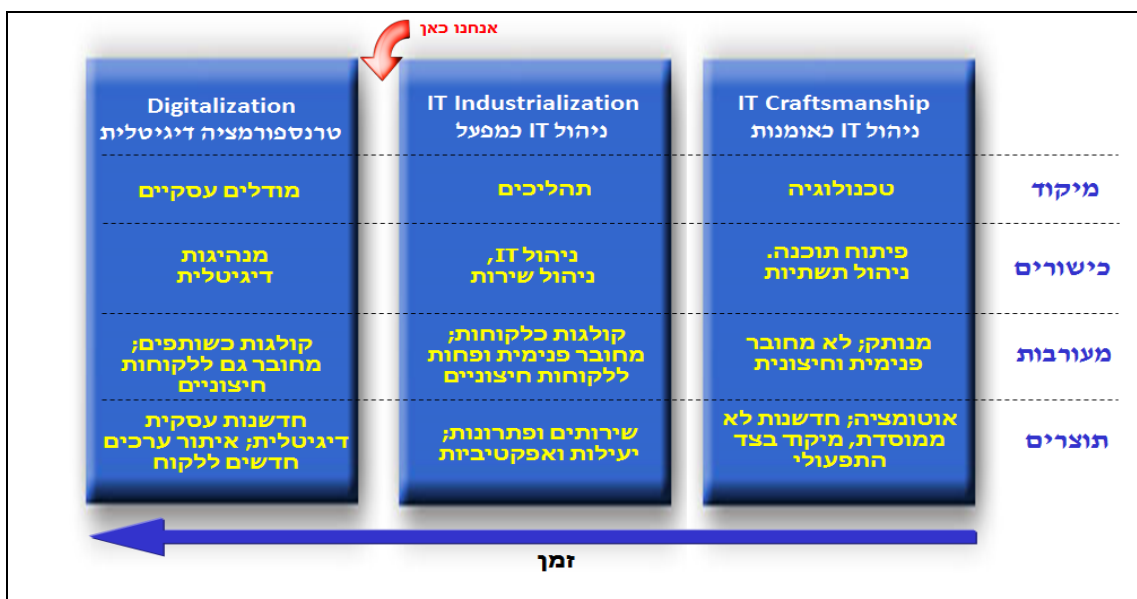 אנחנו כאן
IT Craftsmanship
ניהול IT כאומנות
IT Industrialization
ניהול IT כמפעל
Digitalization
טרנספורמציה דיגיטלית
מיקוד
טכנולוגיה
תהליכים
מודלים עסקיים
כישורים
פיתוח תוכנה.
ניהול תשתיות
ניהול IT,
ניהול שירות
מנהיגות
דיגיטלית
מעורבות
מנותק; לא מחובר
פנימית וחיצונית
קולגות כלקוחות;
מחובר פנימית ופחות
ללקוחות חיצוניים
קולגות כשותפים;
מחובר גם ללקוחות
חיצוניים
תוצרים
אוטומציה; חדשנות לא
ממוסדת, מיקוד בצד
התפעולי
שירותים ופתרונות;
יעילות ואפקטיביות
חדשנות עסקית
דיגיטלית; איתור ערכים
חדשים ללקוח
זמן